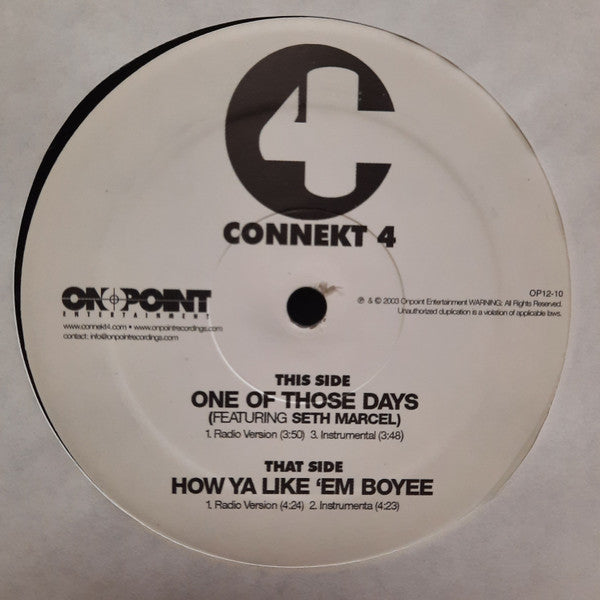 4
CONNEKT 4
ON POINT
ENTERTAINMENT
www.connekt4.com • www.onpointrecordings.com
contact: info@onpointrecordings.com
OP12-10
℗ & © 2003 Onpoint Entertainment WARNING: All Rights Reserved.
Unauthorized duplication is a violation of applicable laws.
THIS SIDE
ONE OF THOSE DAYS
(FEATURING SETH MARCEL)
1. Radio Version (3:50) 3. Instrumental (3:48)
THAT SIDE
HOW YA LIKE ‘EM BOYEE
1. Radio Version (4:24) 2. Instrumenta (4:23)